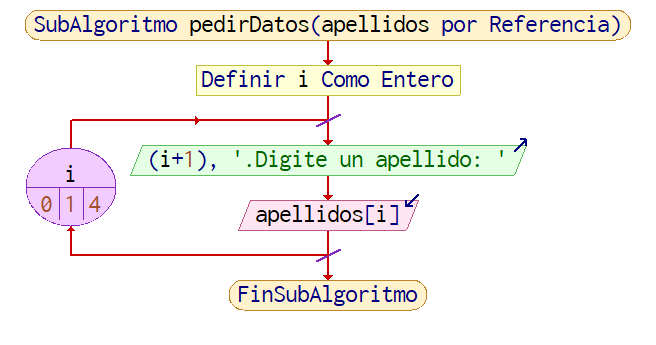 SubAlgoritmo pedirDatos(apellidos por Referencia)
Definir i Como Entero
(i+1), '.Digite un apellido: '
i
0 1 4
apellidos[i]
FinSubAlgoritmo